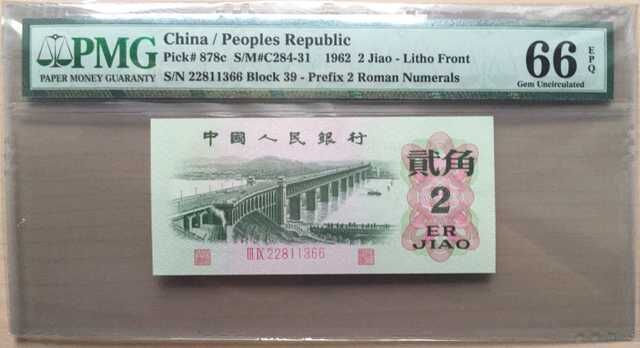 PMG
PAPER MONEY GUARANTY
China / Peoples Republic
Pick# 878c S/M#C284-31 1962 2 Jiao - Litho Front
S/N 22811366 Block 39 - Prefix 2 Roman Numerals
66 EPQ
Gem Uncirculated
中國人民銀行
貳角
2
ER
JIAO
III IX 22811366